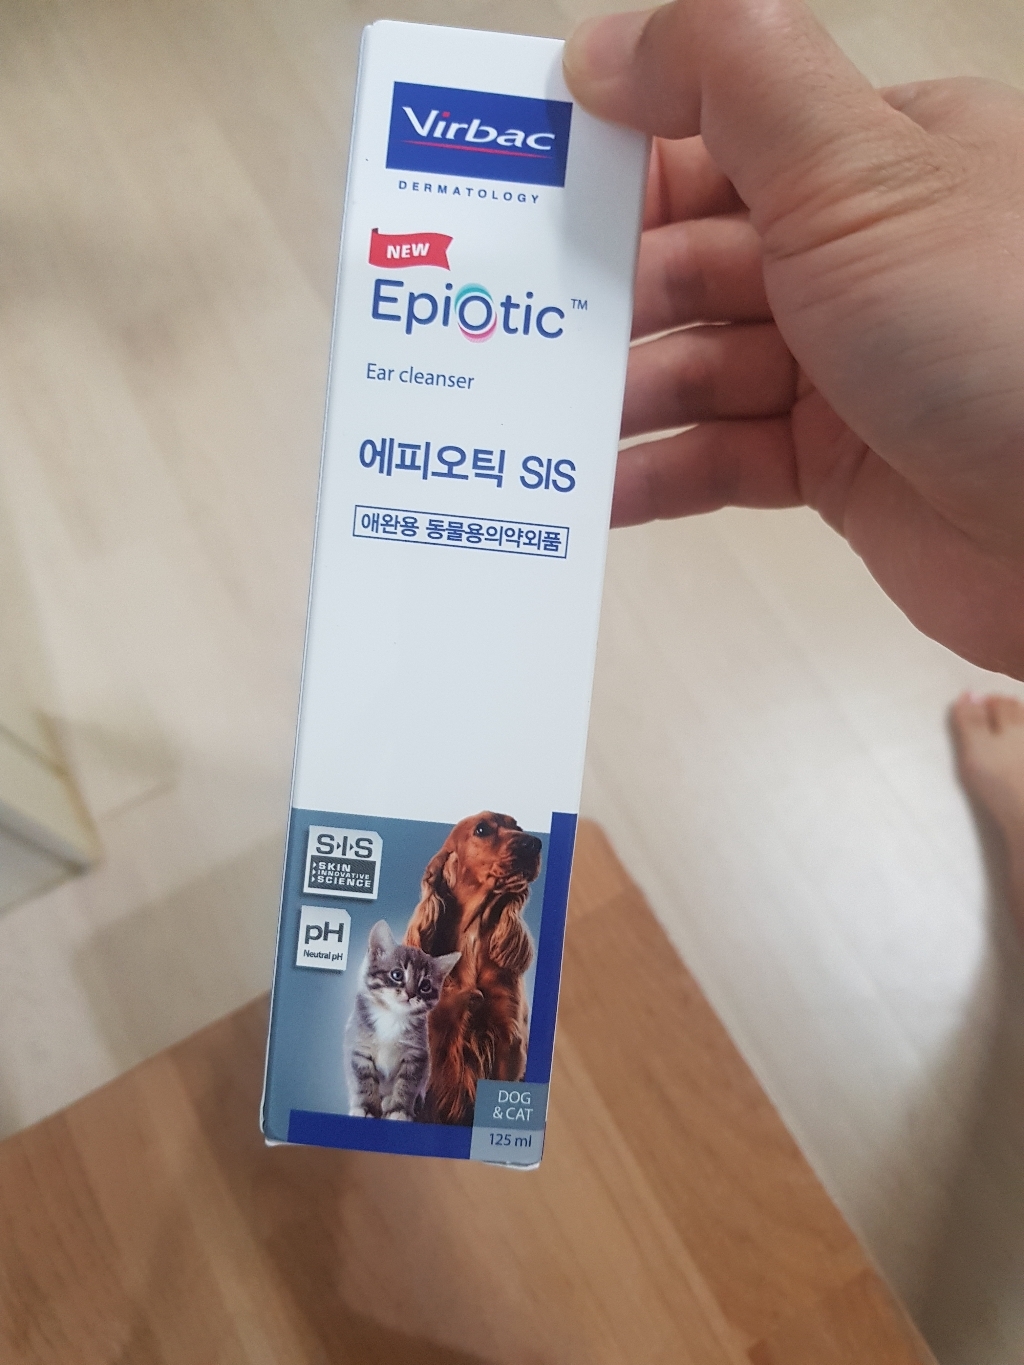 Virbac
DERMATOLOGY
NEW
Epiotic™
Ear cleanser
에피오틱 SIS
애완용 동물용의약외품
S·I·S
SKIN
INNOVATIVE
SCIENCE
pH
Neutral pH
DOG
& CAT
125 ml